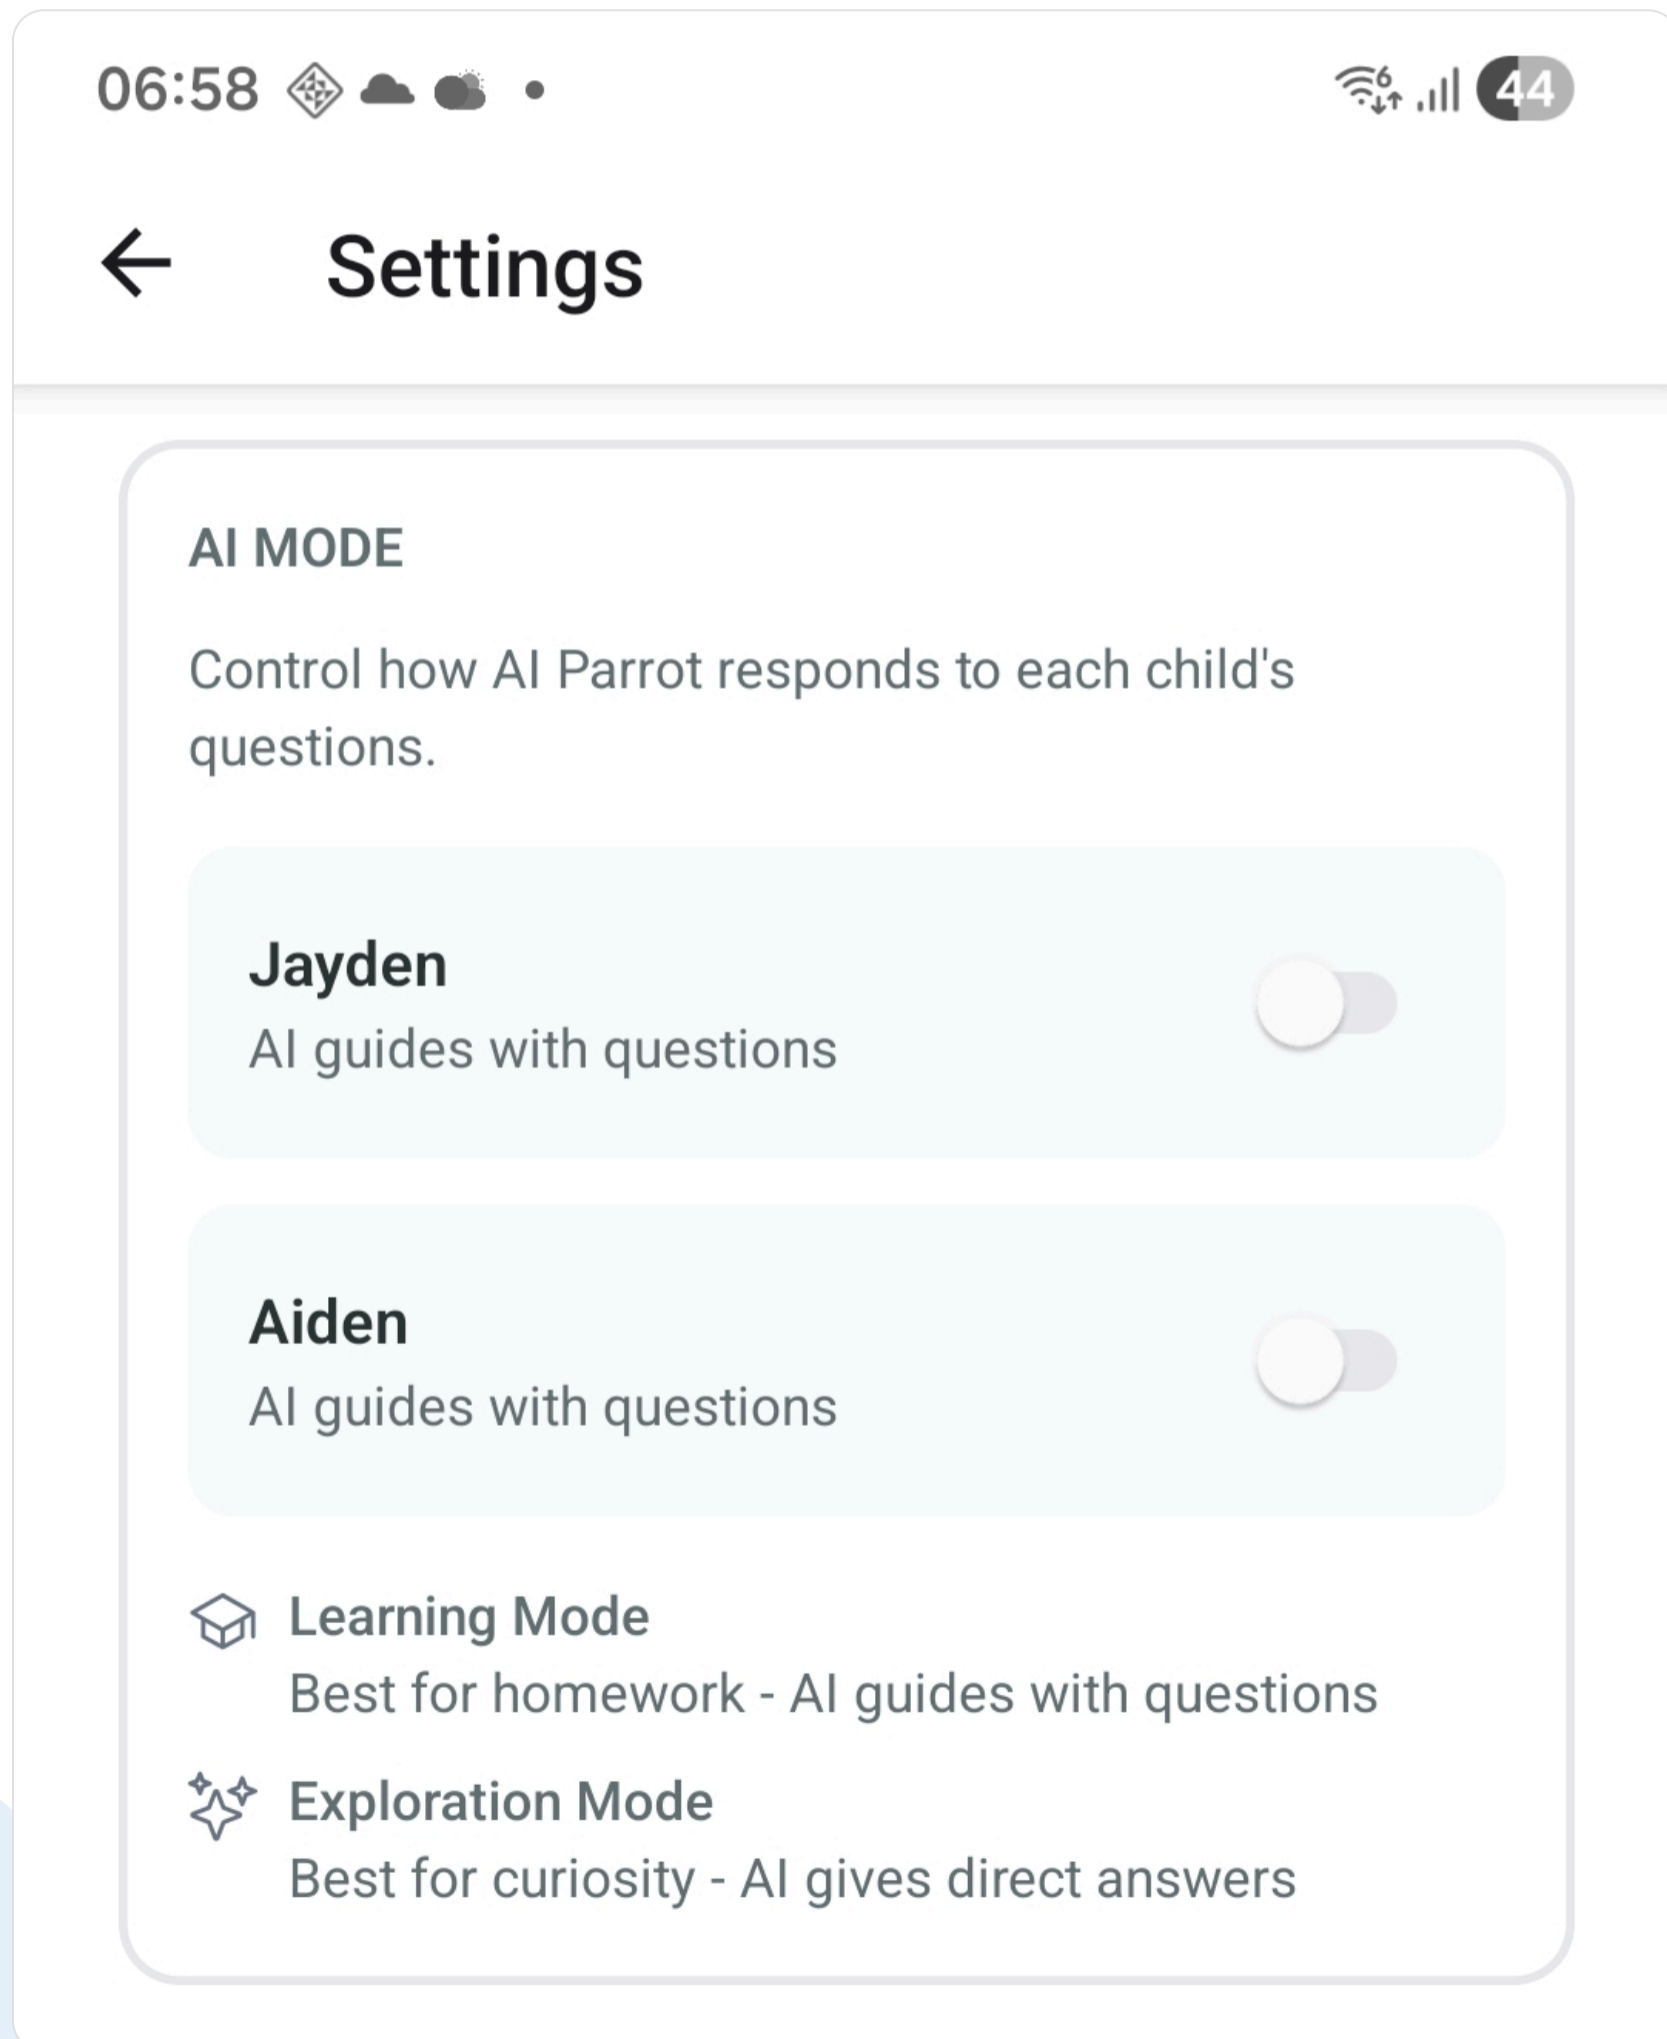 06:58
6
44
Settings
AI MODE
Control how AI Parrot responds to each child's
questions.
Jayden
AI guides with questions
Aiden
AI guides with questions
Learning Mode
Best for homework - AI guides with questions
Exploration Mode
Best for curiosity - AI gives direct answers